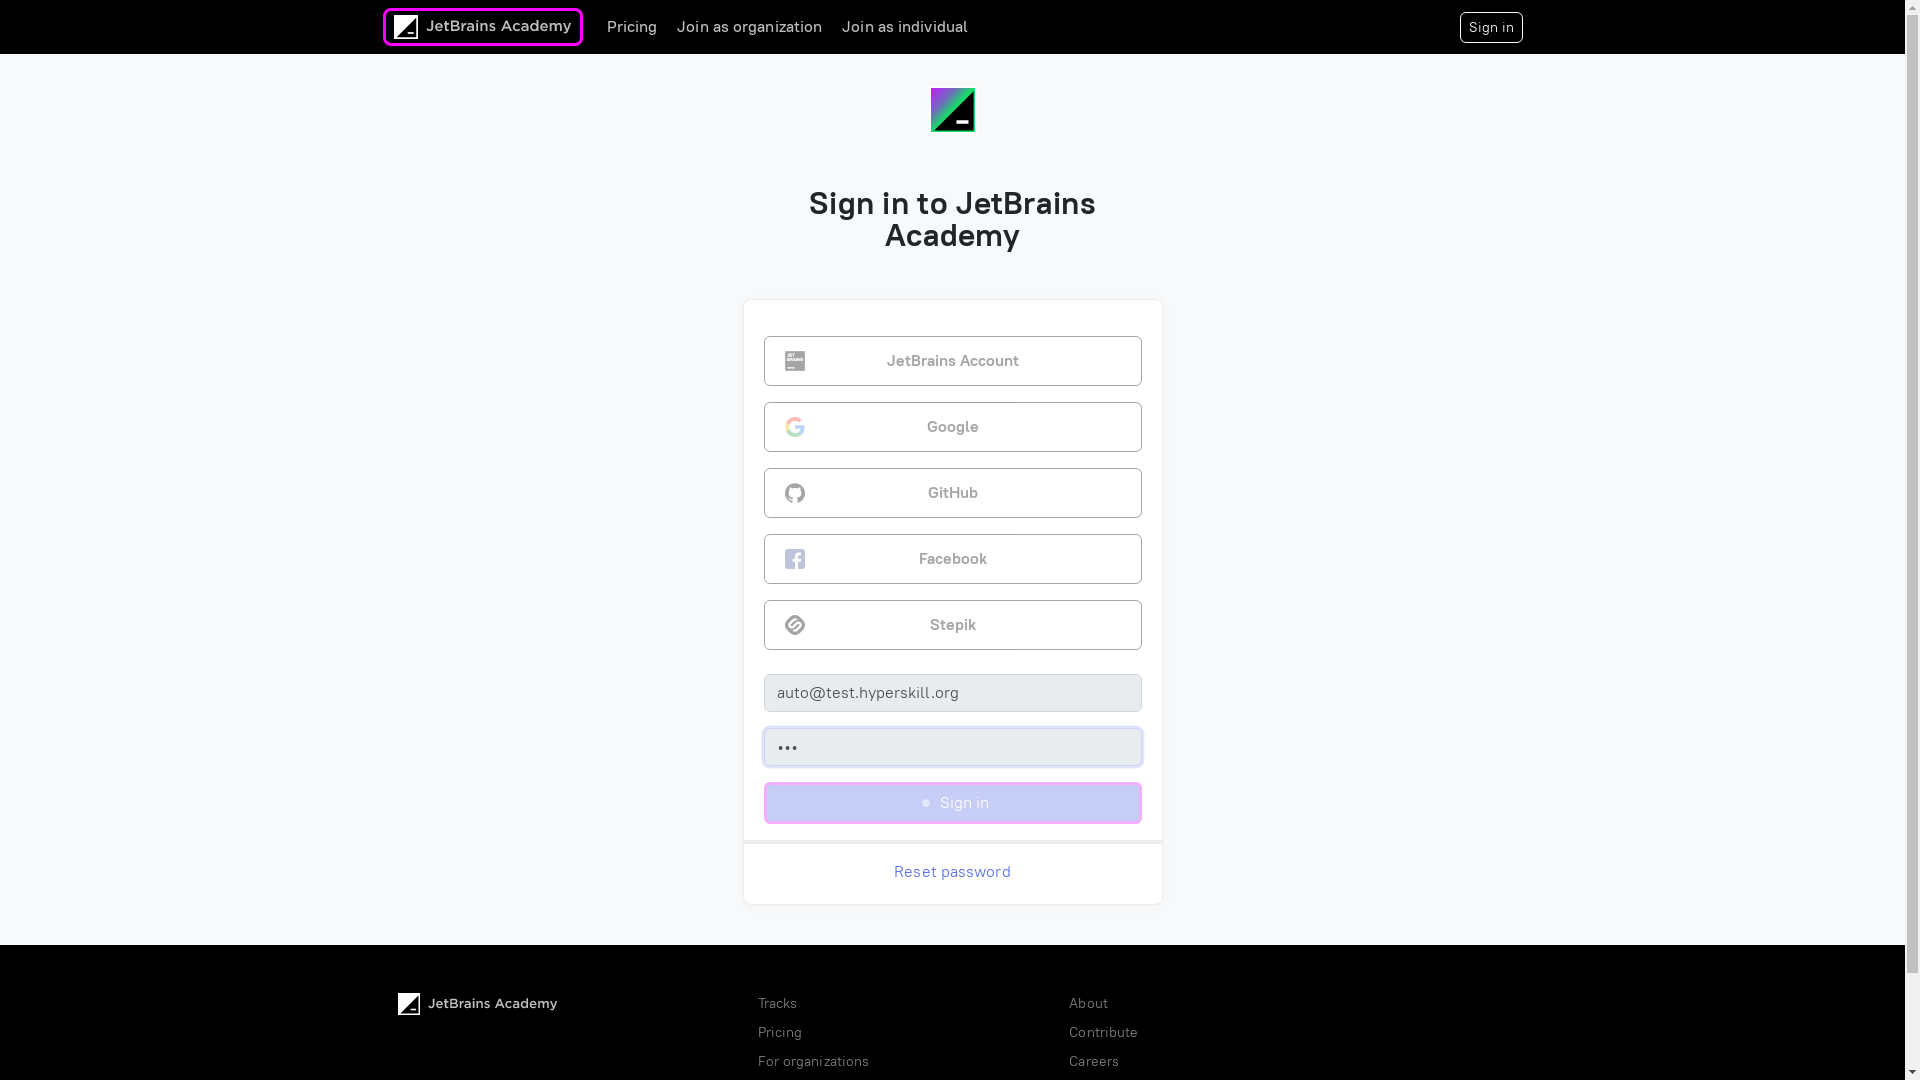 JetBrains Academy
Pricing
Join as organization
Join as individual
Sign in
Sign in to JetBrains
Academy
JET
BRAINS
JetBrains Account
Google
GitHub
Facebook
Stepik
auto@test.hyperskill.org
•••
Sign in
Reset password
JetBrains Academy
Tracks
About
Pricing
Contribute
For organizations
Careers